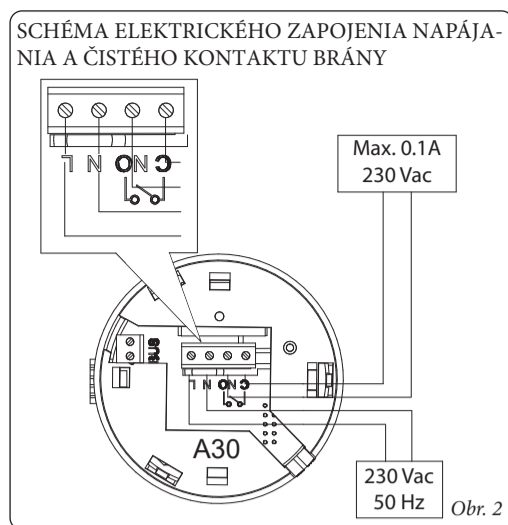 SCHÉMA ELEKTRICKÉHO ZAPOJENIA NAPÁJA-
NIA A ČISTÉHO KONTAKTU BRÁNY
L N NO C
Max. 0.1A
230 Vac
BUS
L N NO C
A30
230 Vac
50 Hz
Obr. 2